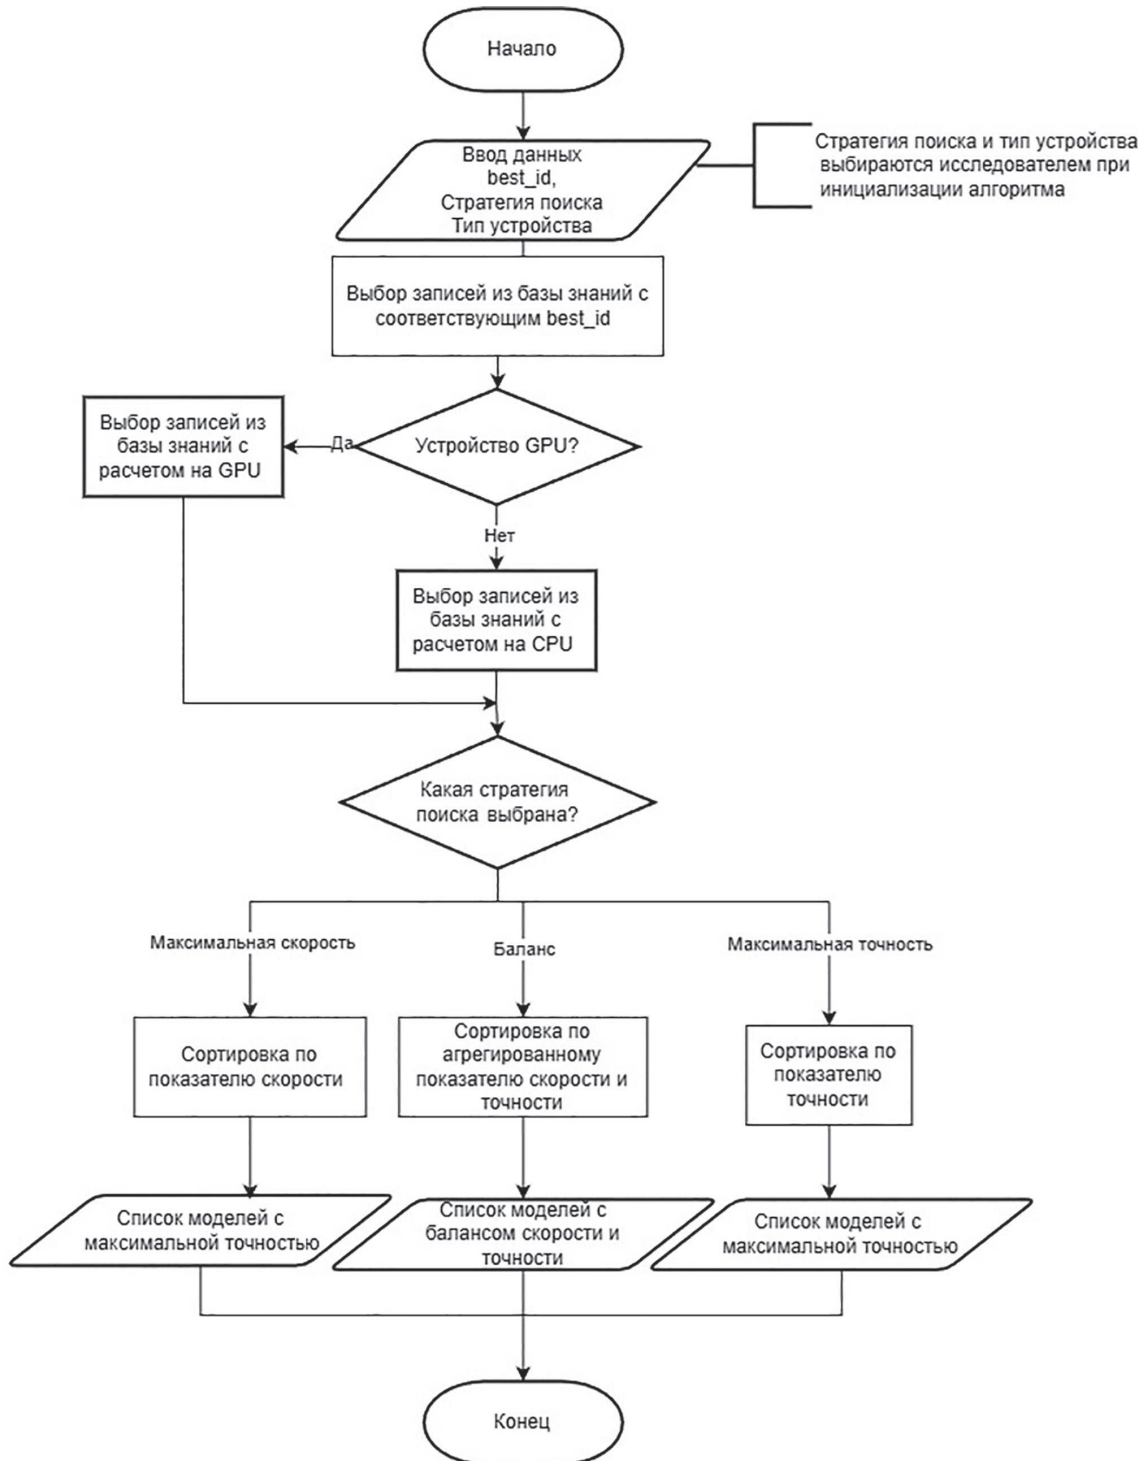 Начало
Ввод данных
best_id,
Стратегия поиска
Тип устройства
Стратегия поиска и тип устройства
выбираются исследователем при
инициализации алгоритма
Выбор записей из базы знаний с
соответствующим best_id
Устройство GPU?
Да
Выбор записей из
базы знаний с
расчетом на GPU
Нет
Выбор записей из
базы знаний с
расчетом на CPU
Какая стратегия
поиска выбрана?
Максимальная скорость
Баланс
Максимальная точность
Сортировка по
показателю скорости
Сортировка по
агрегированному
показателю скорости и
точности
Сортировка по
показателю
точности
Список моделей с
максимальной точностью
Список моделей с
балансом скорости и
точности
Список моделей с
максимальной точностью
Конец